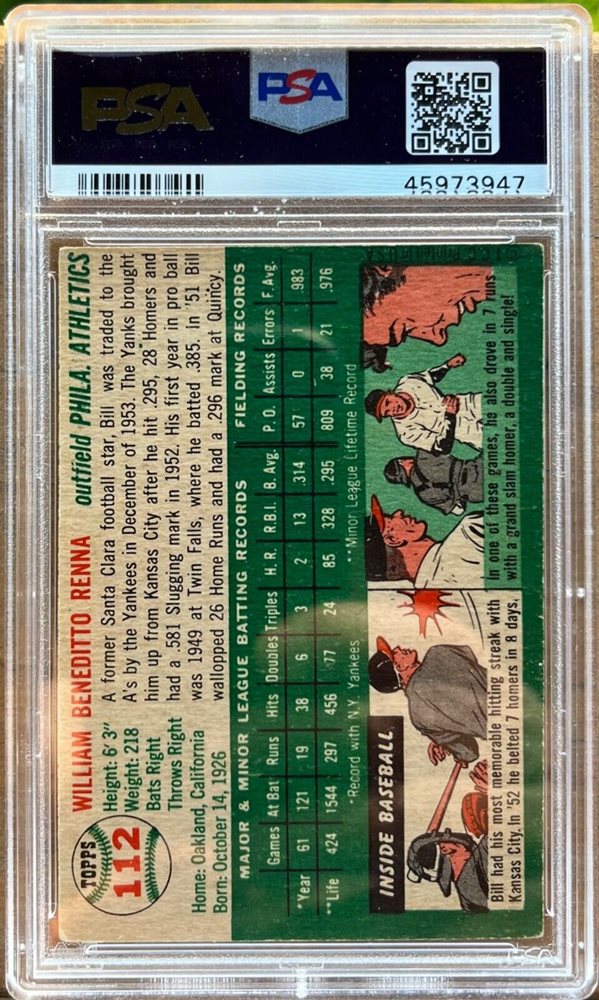 PSA
PSA
45973947
TOPPS
112
WILLIAM BENEDITTO RENNA outfield PHILA. ATHLETICS
Height: 6' 3"
Weight: 218
Bats Right
Throws Right
Home: Oakland, California
Born: October 14, 1926
A former Santa Clara football star, Bill was traded to the
A's by the Yankees in December of 1953. The Yanks brought
him up from Kansas City after he hit .295, 28 Homers and
had a .581 Slugging mark in 1952. His first year in pro ball
was 1949 at Twin Falls, where he batted .385. In '51 Bill
walloped 26 Home Runs and had a .296 mark at Quincy.
MAJOR & MINOR LEAGUE BATTING RECORDS FIELDING RECORDS
Games At Bat Runs Hits Doubles Triples H. R. R.B.I. B. Avg. P. O. Assists Errors F. Avg.
*Year 61 121 19 38 6 3 2 13 .314 57 0 1 .983
**Life 424 1544 297 456 77 24 85 328 .295 809 38 21 .976
*Record with N.Y. Yankees **Minor League Lifetime Record
INSIDE BASEBALL
Bill had his most memorable hitting streak with
Kansas City. In '52 he belted 7 homers in 8 days.
In one of these games, he also drove in 7 runs
with a grand slam homer, a double and single!
© T.C.G. Printed in U.S.A.